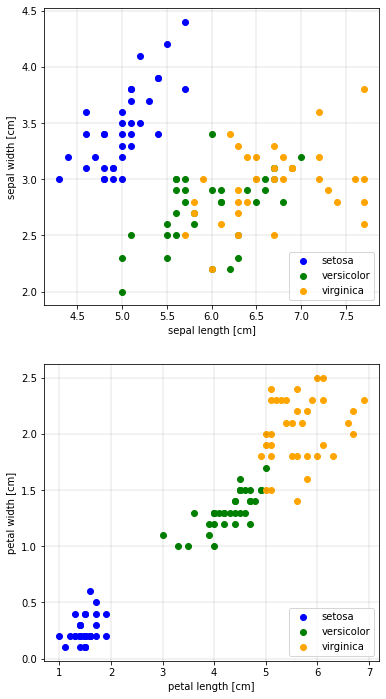 4.5
4.0
3.5
3.0
2.5
2.0
sepal width [cm]
setosa
versicolor
virginica
4.5 5.0 5.5 6.0 6.5 7.0 7.5
sepal length [cm]
2.5
2.0
1.5
1.0
0.5
0.0
petal width [cm]
setosa
versicolor
virginica
1 2 3 4 5 6 7
petal length [cm]